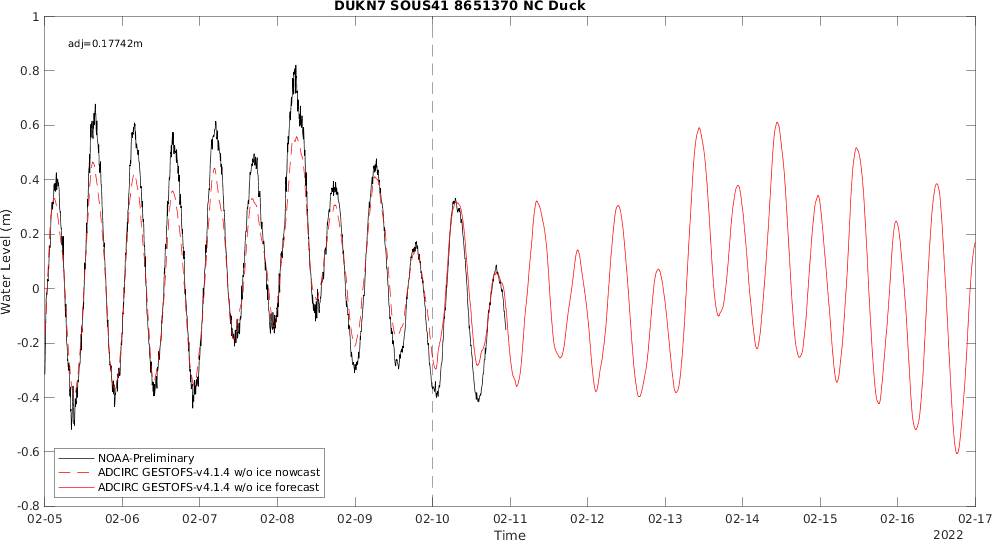 DUKN7 SOUS41 8651370 NC Duck
adj=0.17742m
1
0.8
0.6
0.4
0.2
0
-0.2
-0.4
-0.6
-0.8
Water Level (m)
NOAA-Preliminary
ADCIRC GESTOFS-v4.1.4 w/o ice nowcast
ADCIRC GESTOFS-v4.1.4 w/o ice forecast
02-05 02-06 02-07 02-08 02-09 02-10 02-11 02-12 02-13 02-14 02-15 02-16 02-17
Time
2022